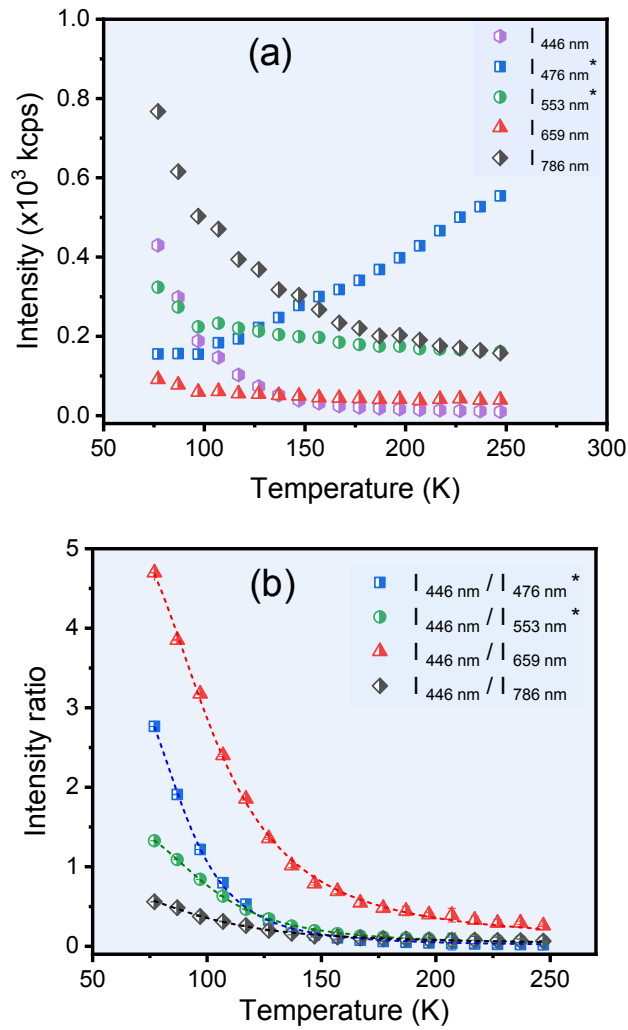 (a)
I 446 nm
I 476 nm*
I 553 nm*
I 659 nm
I 786 nm
1.0
0.8
0.6
0.4
0.2
0.0
Intensity (x10³ kcps)
50 100 150 200 250 300
Temperature (K)
(b)
I 446 nm / I 476 nm*
I 446 nm / I 553 nm*
I 446 nm / I 659 nm
I 446 nm / I 786 nm
5
4
3
2
1
0
Intensity ratio
50 100 150 200 250
Temperature (K)